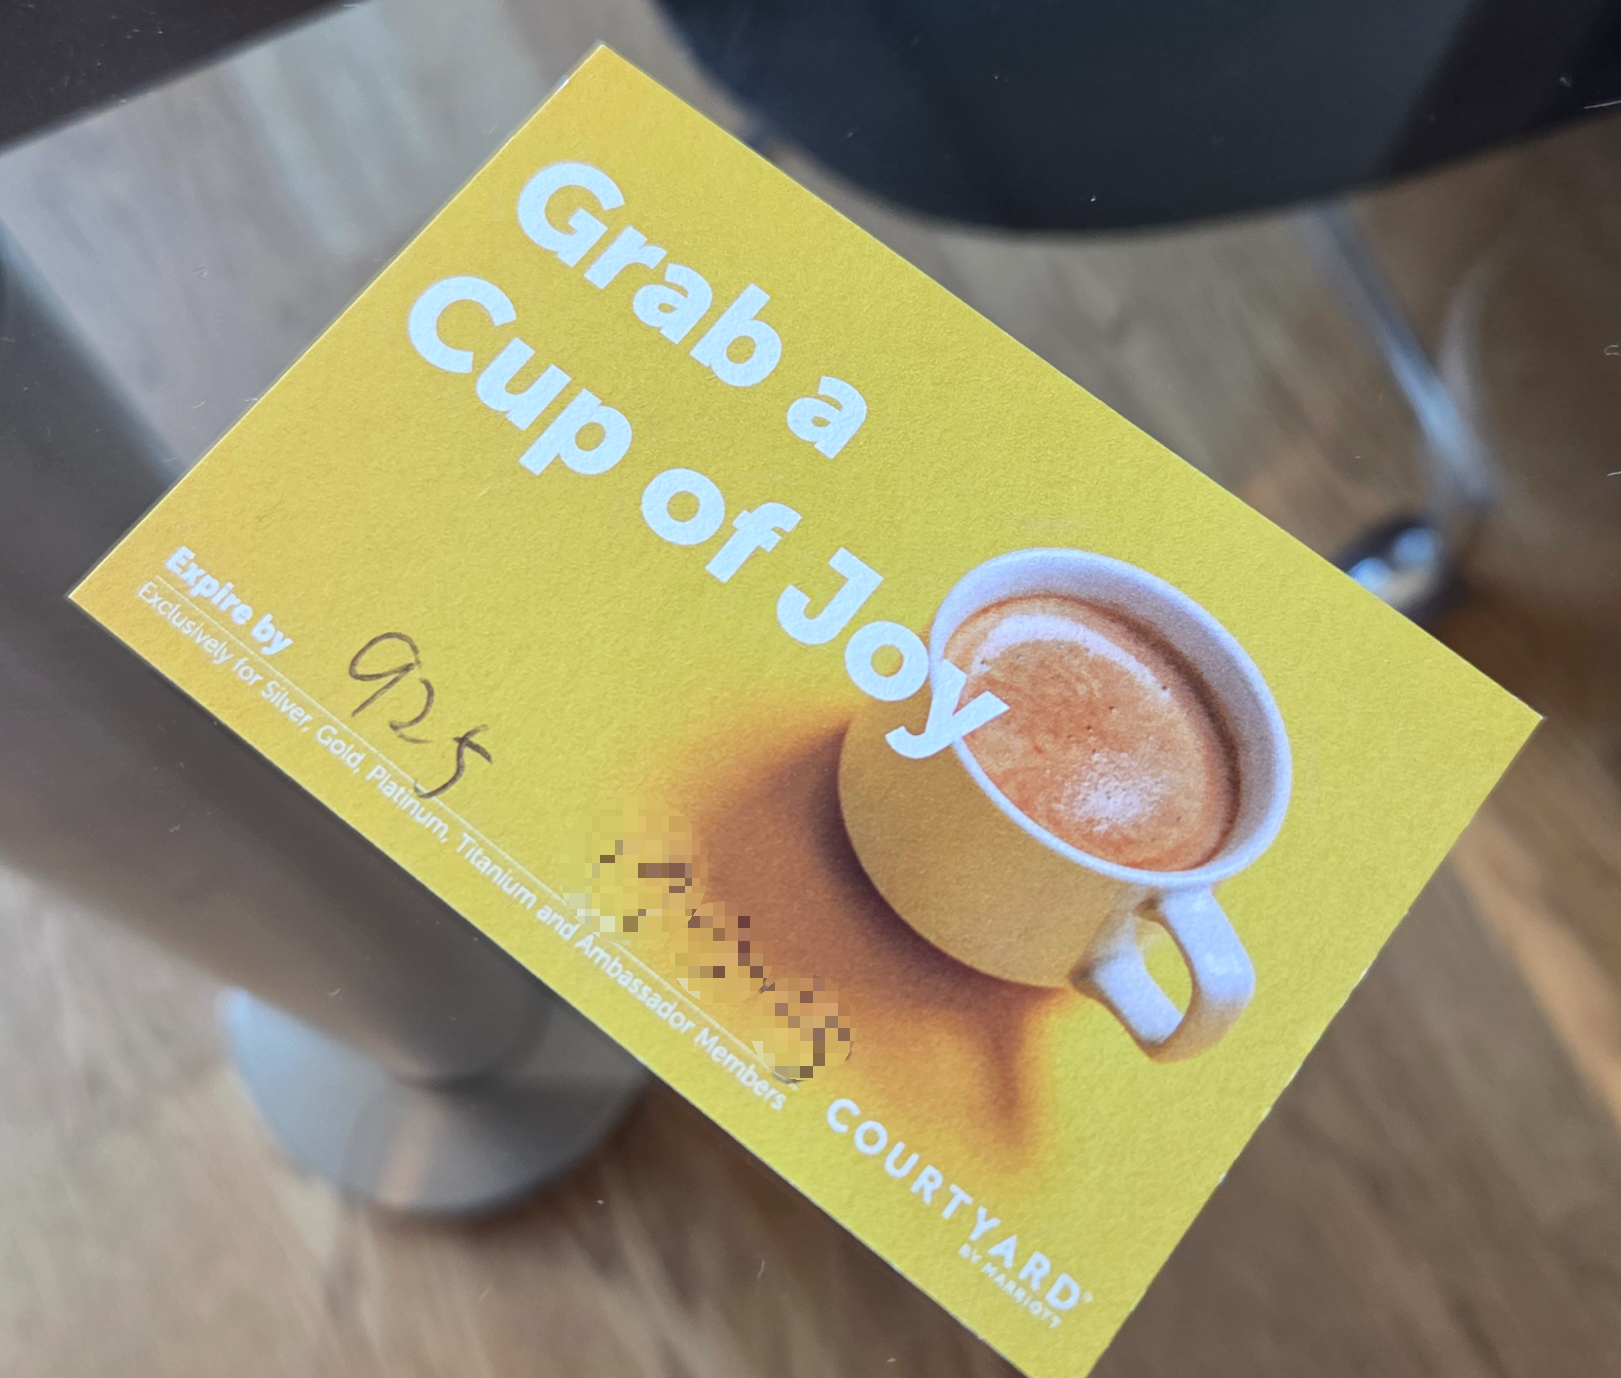 Grab a
Cup of Joy
Expire by 925
Exclusively for Silver, Gold, Platinum, Titanium and Ambassador Members
COURTYARD®
BY MARRIOTT